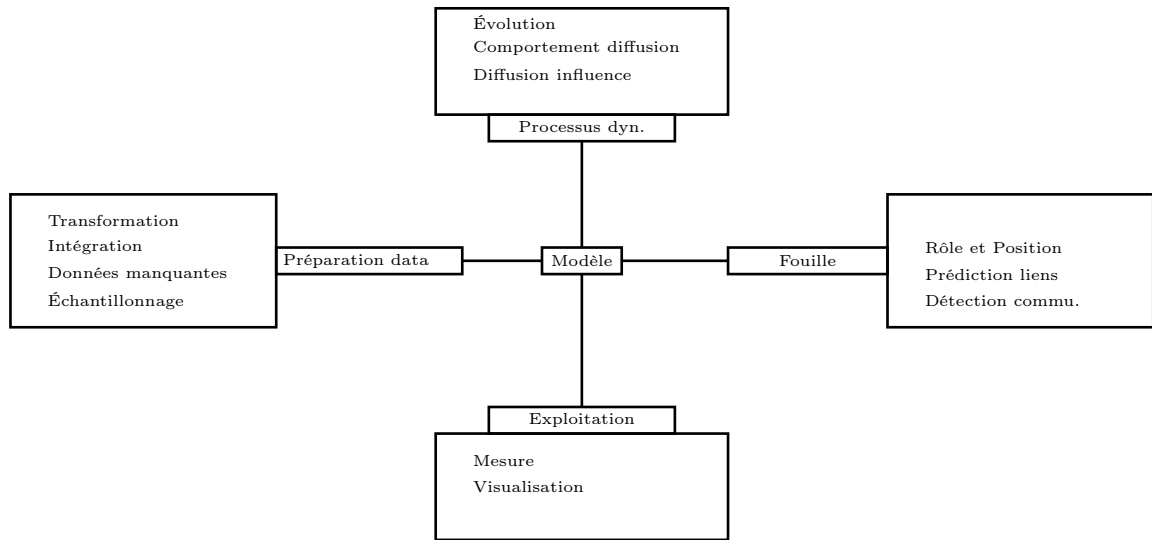 Évolution
Comportement diffusion
Diffusion influence
Processus dyn.
Transformation
Intégration
Données manquantes
Échantillonnage
Préparation data
Modèle
Fouille
Rôle et Position
Prédiction liens
Détection commu.
Exploitation
Mesure
Visualisation